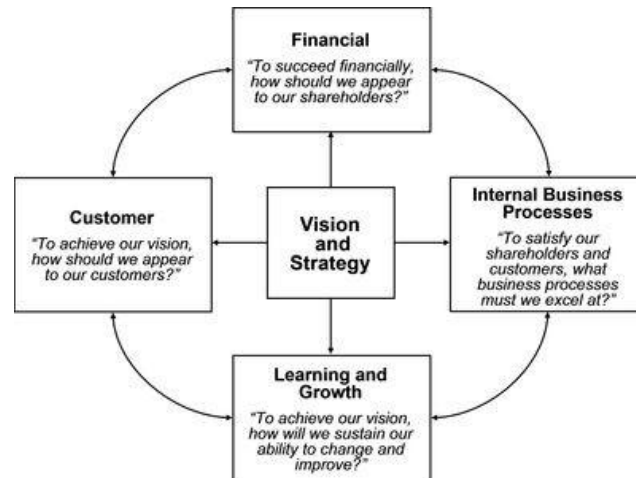 Financial
"To succeed financially,
how should we appear
to our shareholders?"
Customer
"To achieve our vision,
how should we appear
to our customers?"
Vision
and
Strategy
Internal Business
Processes
"To satisfy our
shareholders and
customers, what
business processes
must we excel at?"
Learning and
Growth
"To achieve our vision,
how will we sustain our
ability to change and
improve?"